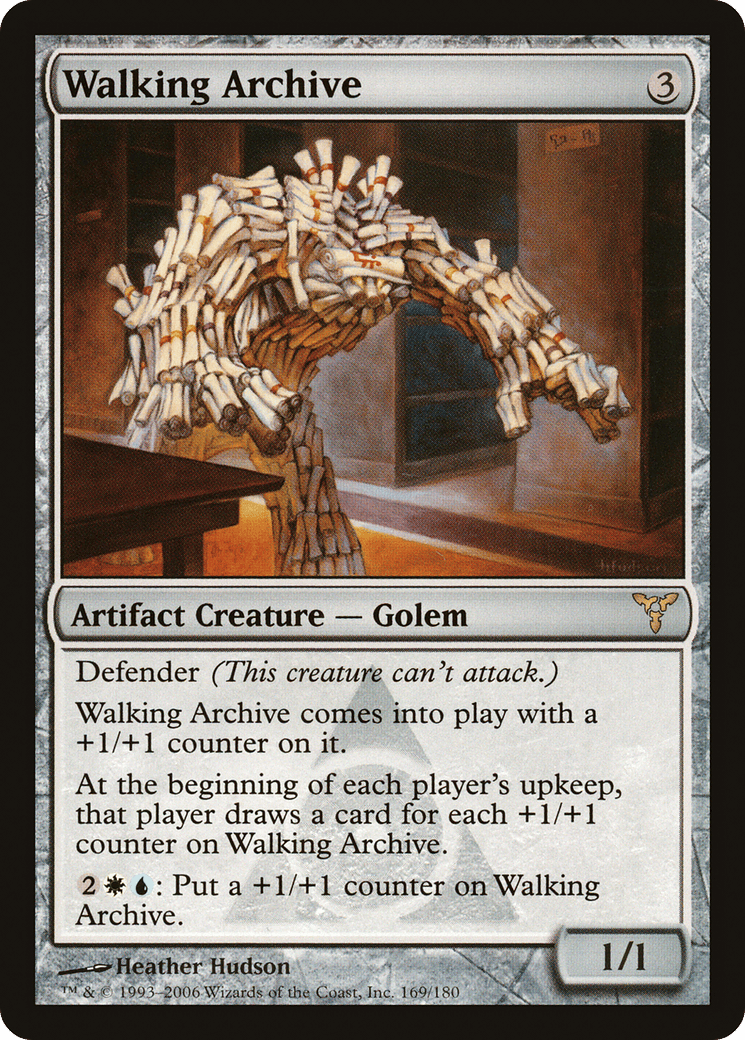 Walking Archive 3
Artifact Creature — Golem
Defender (This creature can't attack.)
Walking Archive comes into play with a
+1/+1 counter on it.
At the beginning of each player's upkeep,
that player draws a card for each +1/+1
counter on Walking Archive.
2: Put a +1/+1 counter on Walking
Archive.
1/1
Heather Hudson
™ & © 1993–2006 Wizards of the Coast, Inc. 169/180